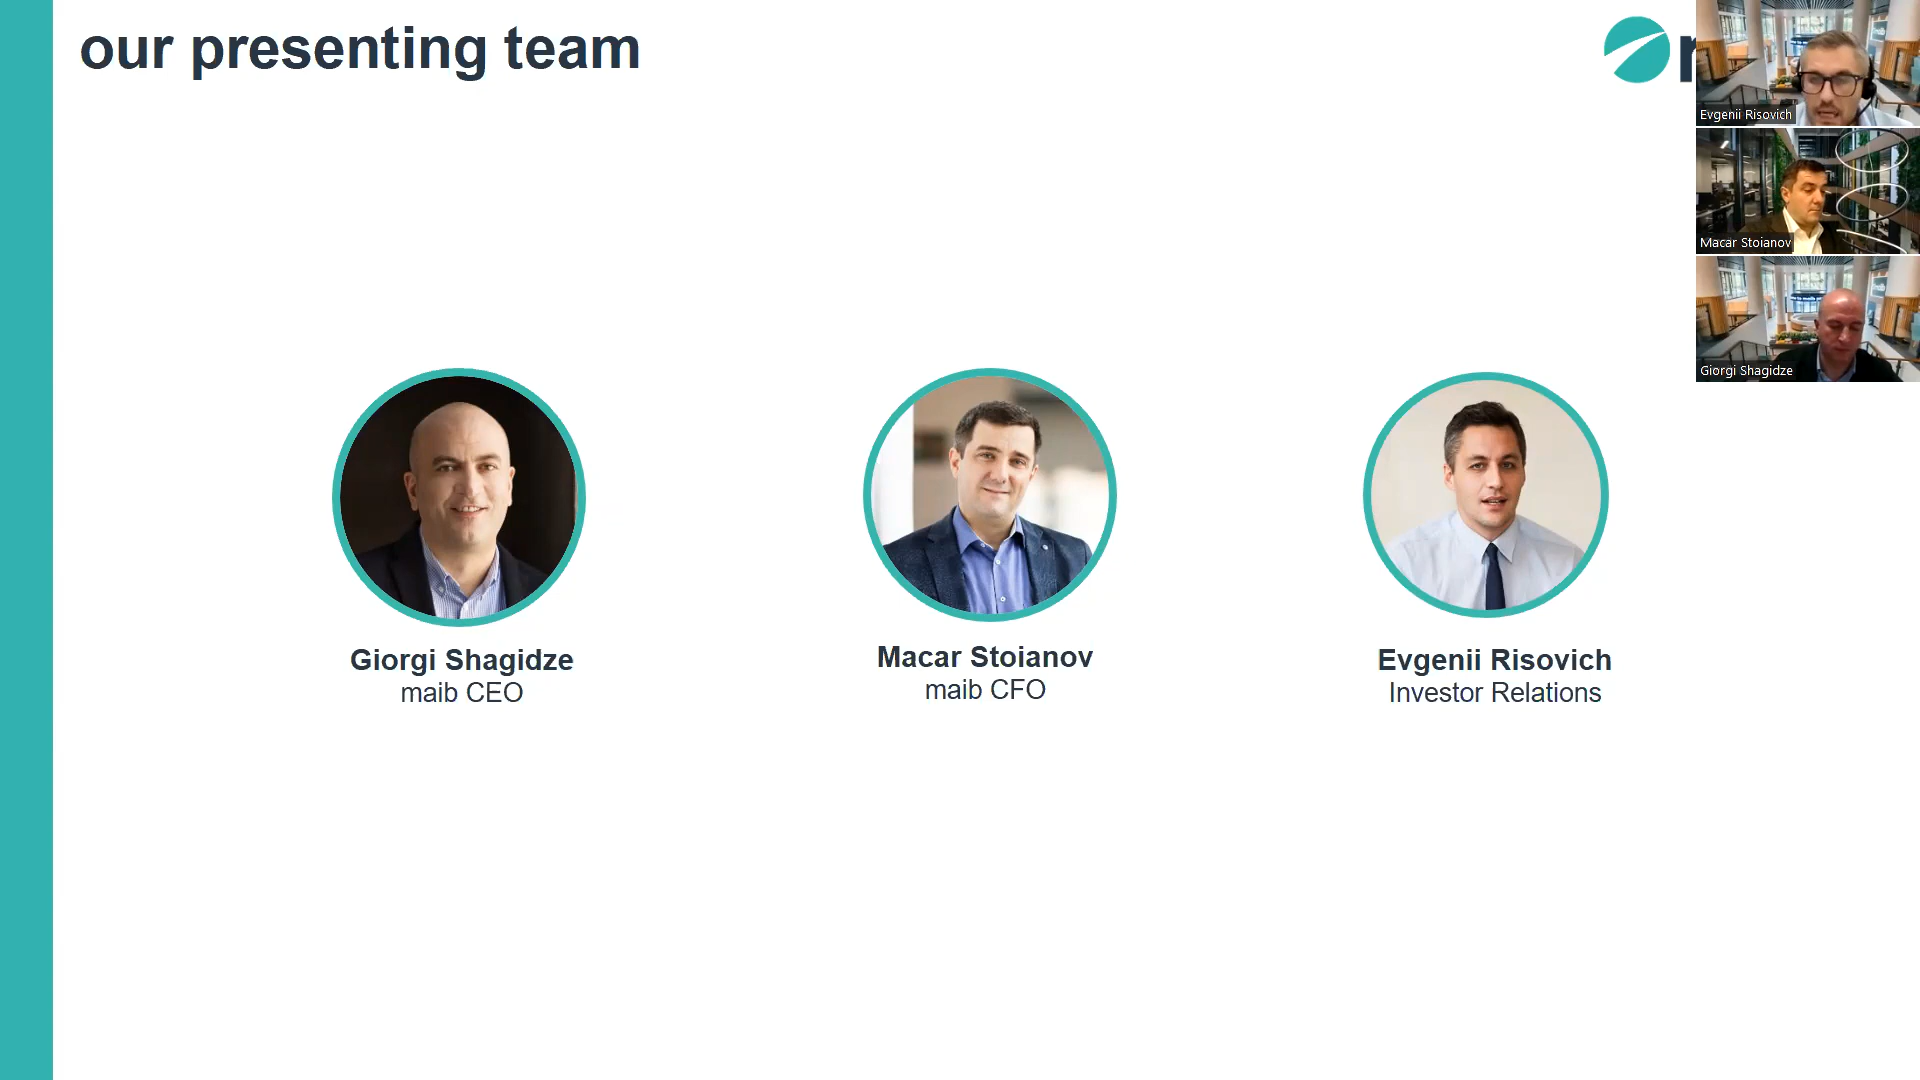 our presenting team
Evgenii Risovich
Macar Stoianov
Giorgi Shagidze
Giorgi Shagidze
maib CEO
Macar Stoianov
maib CFO
Evgenii Risovich
Investor Relations